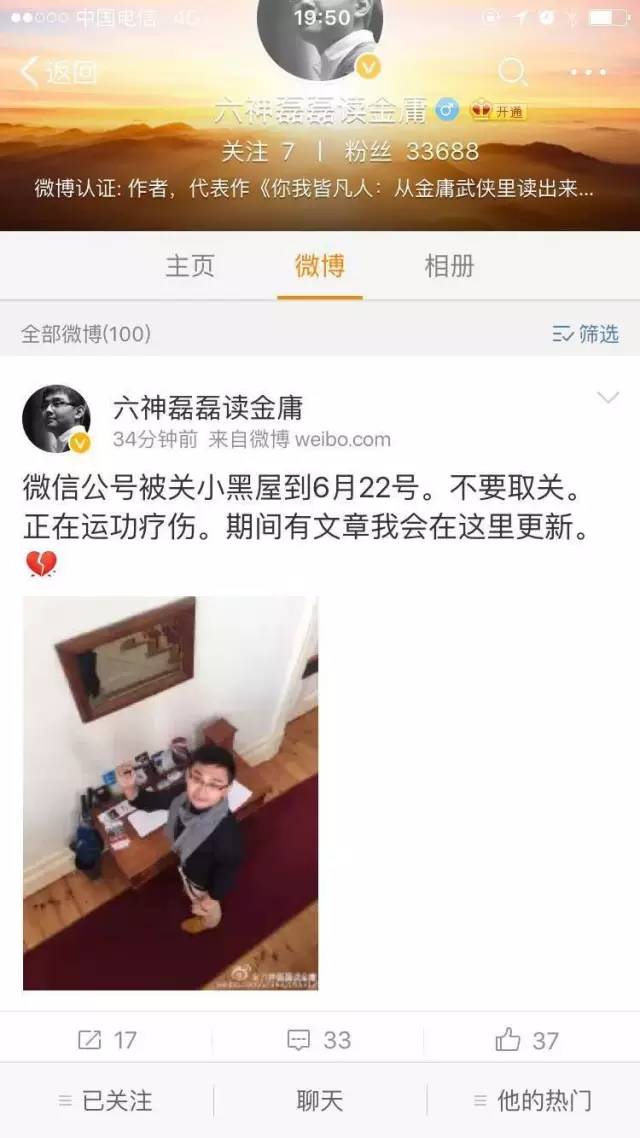 中国电信 4G 19:50
返回
六神磊磊读金庸 开通
关注 7 | 粉丝 33688
微博认证: 作者，代表作《你我皆凡人：从金庸武侠里读出来...
主页 微博 相册
全部微博(100) 筛选
六神磊磊读金庸
34分钟前 来自微博 weibo.com
微信公号被关小黑屋到6月22号。不要取关。
正在运功疗伤。期间有文章我会在这里更新。
@六神磊磊读金庸
17 33 37
已关注 聊天 他的热门